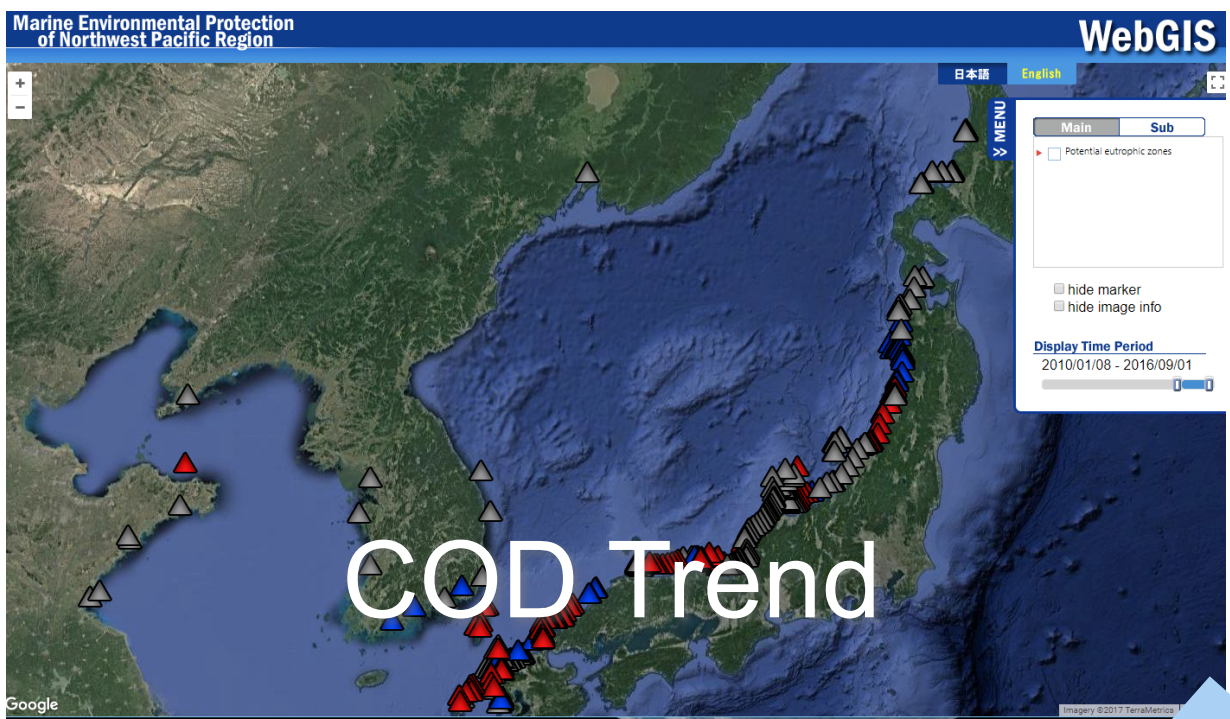 Marine Environmental Protection
of Northwest Pacific Region
WebGIS
日本語
English
+
−
>> MENU
Main
Sub
Potential eutrophic zones
hide marker
hide image info
Display Time Period
2010/01/08 - 2016/09/01
COD Trend
Google
Imagery ©2017 TerraMetrics